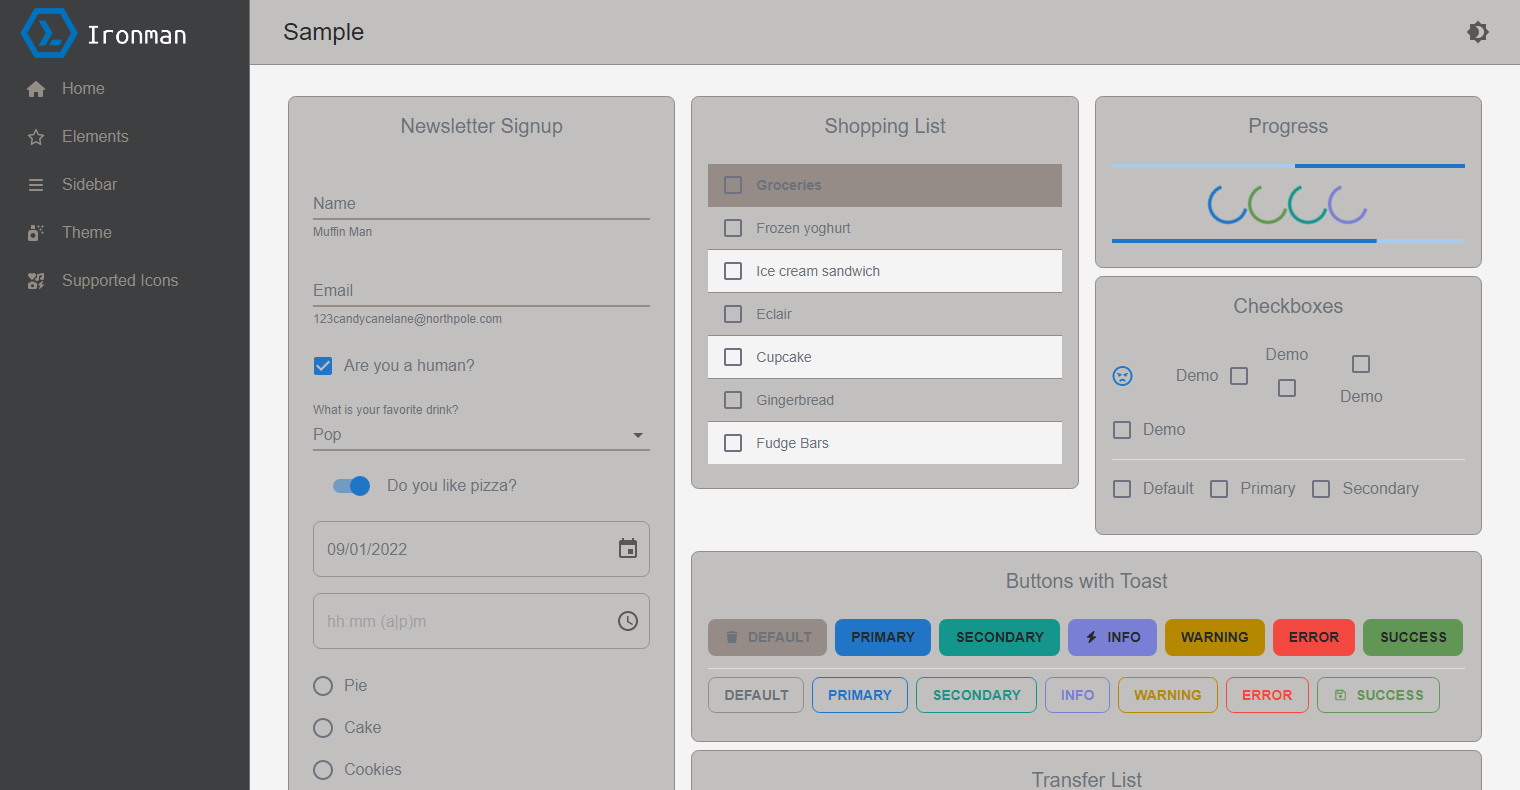 Ironman
Home
Elements
Sidebar
Theme
Supported Icons
Sample
Newsletter Signup
Name
Muffin Man
Email
123candycanelane@northpole.com
Are you a human?
What is your favorite drink?
Pop
Do you like pizza?
09/01/2022
hh:mm (a|p)m
Pie
Cake
Cookies
Shopping List
Groceries
Frozen yoghurt
Ice cream sandwich
Eclair
Cupcake
Gingerbread
Fudge Bars
Progress
Checkboxes
Demo
Demo
Demo
Demo
Default Primary Secondary
Buttons with Toast
DEFAULT PRIMARY SECONDARY INFO WARNING ERROR SUCCESS
DEFAULT PRIMARY SECONDARY INFO WARNING ERROR SUCCESS
Transfer List